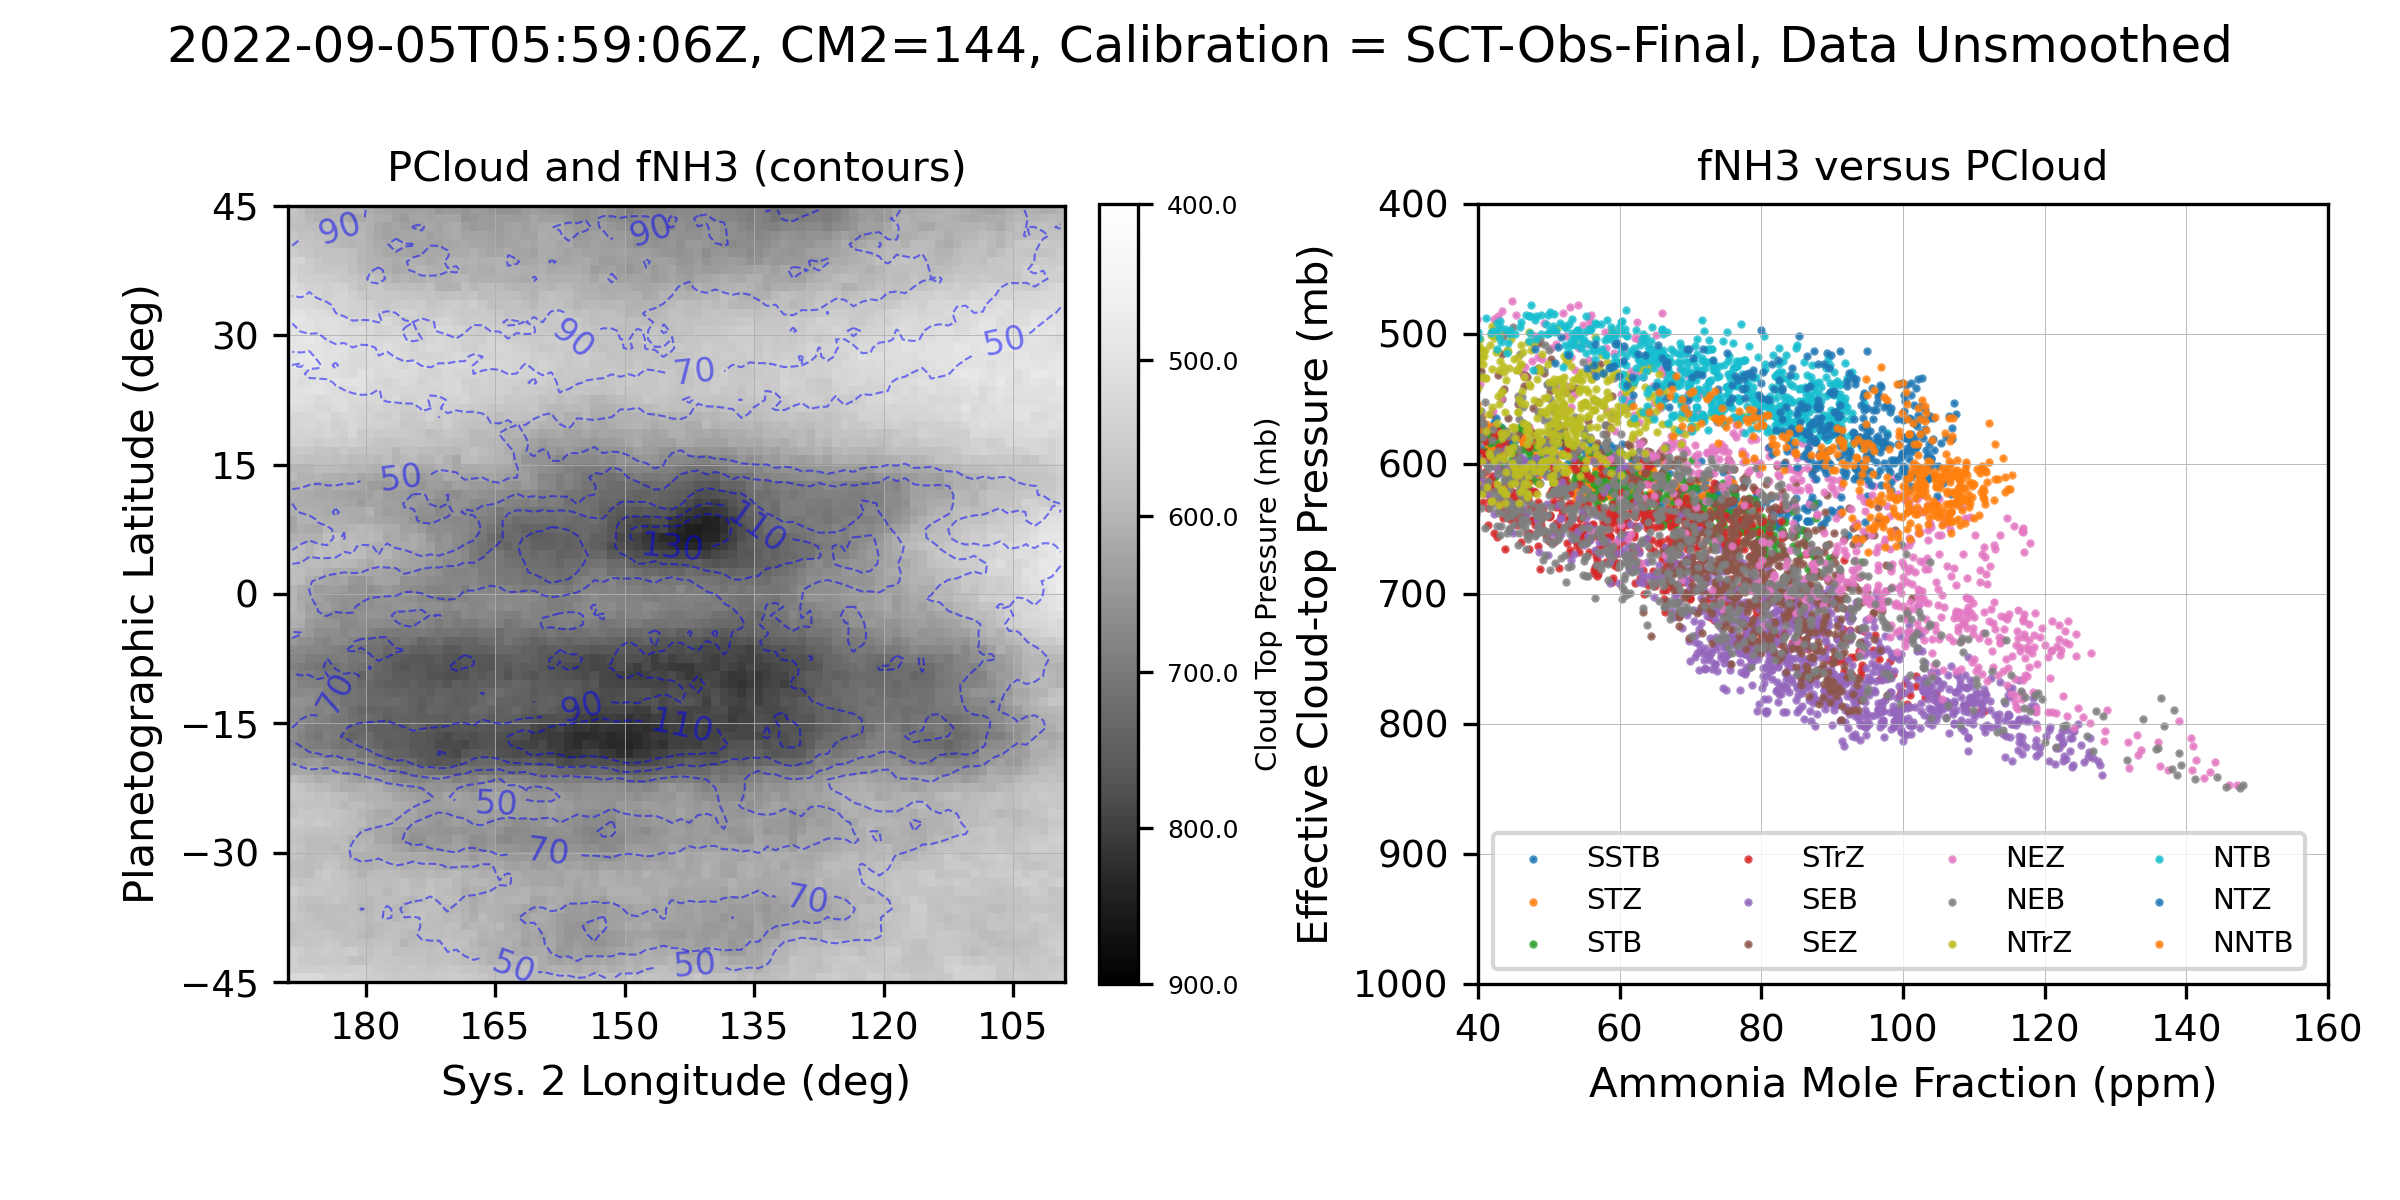 2022-09-05T05:59:06Z, CM2=144, Calibration = SCT-Obs-Final, Data Unsmoothed
PCloud and fNH3 (contours)
Planetographic Latitude (deg)
45
30
15
0
−15
−30
−45
180 165 150 135 120 105
Sys. 2 Longitude (deg)
90
90
90
50
70
50
110
130
70
90
110
50
70
70
50
50
400.0
500.0
600.0
700.0
800.0
900.0
Cloud Top Pressure (mb)
fNH3 versus PCloud
Effective Cloud-top Pressure (mb)
400
500
600
700
800
900
1000
SSTB STrZ NEZ NTB
STZ SEB NEB NTZ
STB SEZ NTrZ NNTB
40 60 80 100 120 140 160
Ammonia Mole Fraction (ppm)